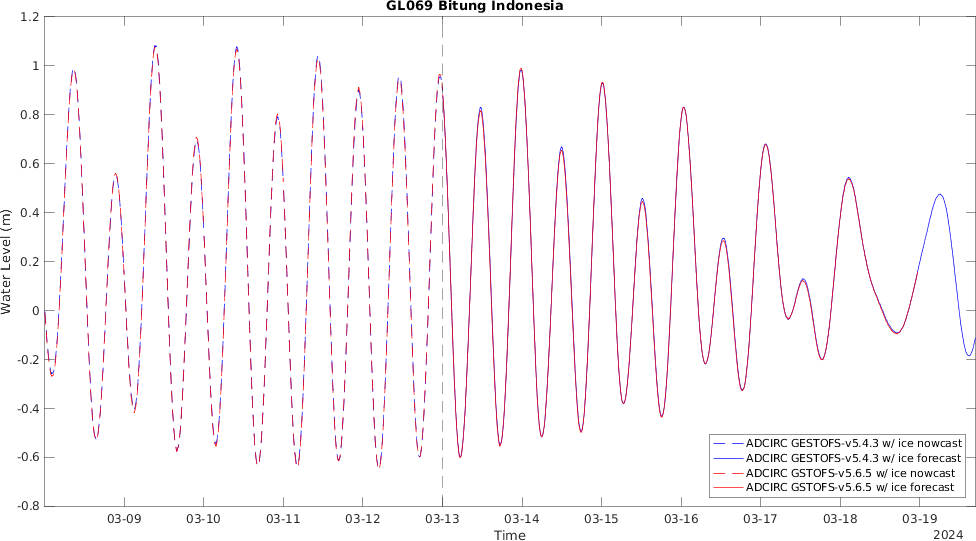 GL069 Bitung Indonesia
1.2
1
0.8
0.6
0.4
0.2
0
-0.2
-0.4
-0.6
-0.8
Water Level (m)
ADCIRC GESTOFS-v5.4.3 w/ ice nowcast
ADCIRC GESTOFS-v5.4.3 w/ ice forecast
ADCIRC GSTOFS-v5.6.5 w/ ice nowcast
ADCIRC GSTOFS-v5.6.5 w/ ice forecast
03-09 03-10 03-11 03-12 03-13 03-14 03-15 03-16 03-17 03-18 03-19
Time
2024